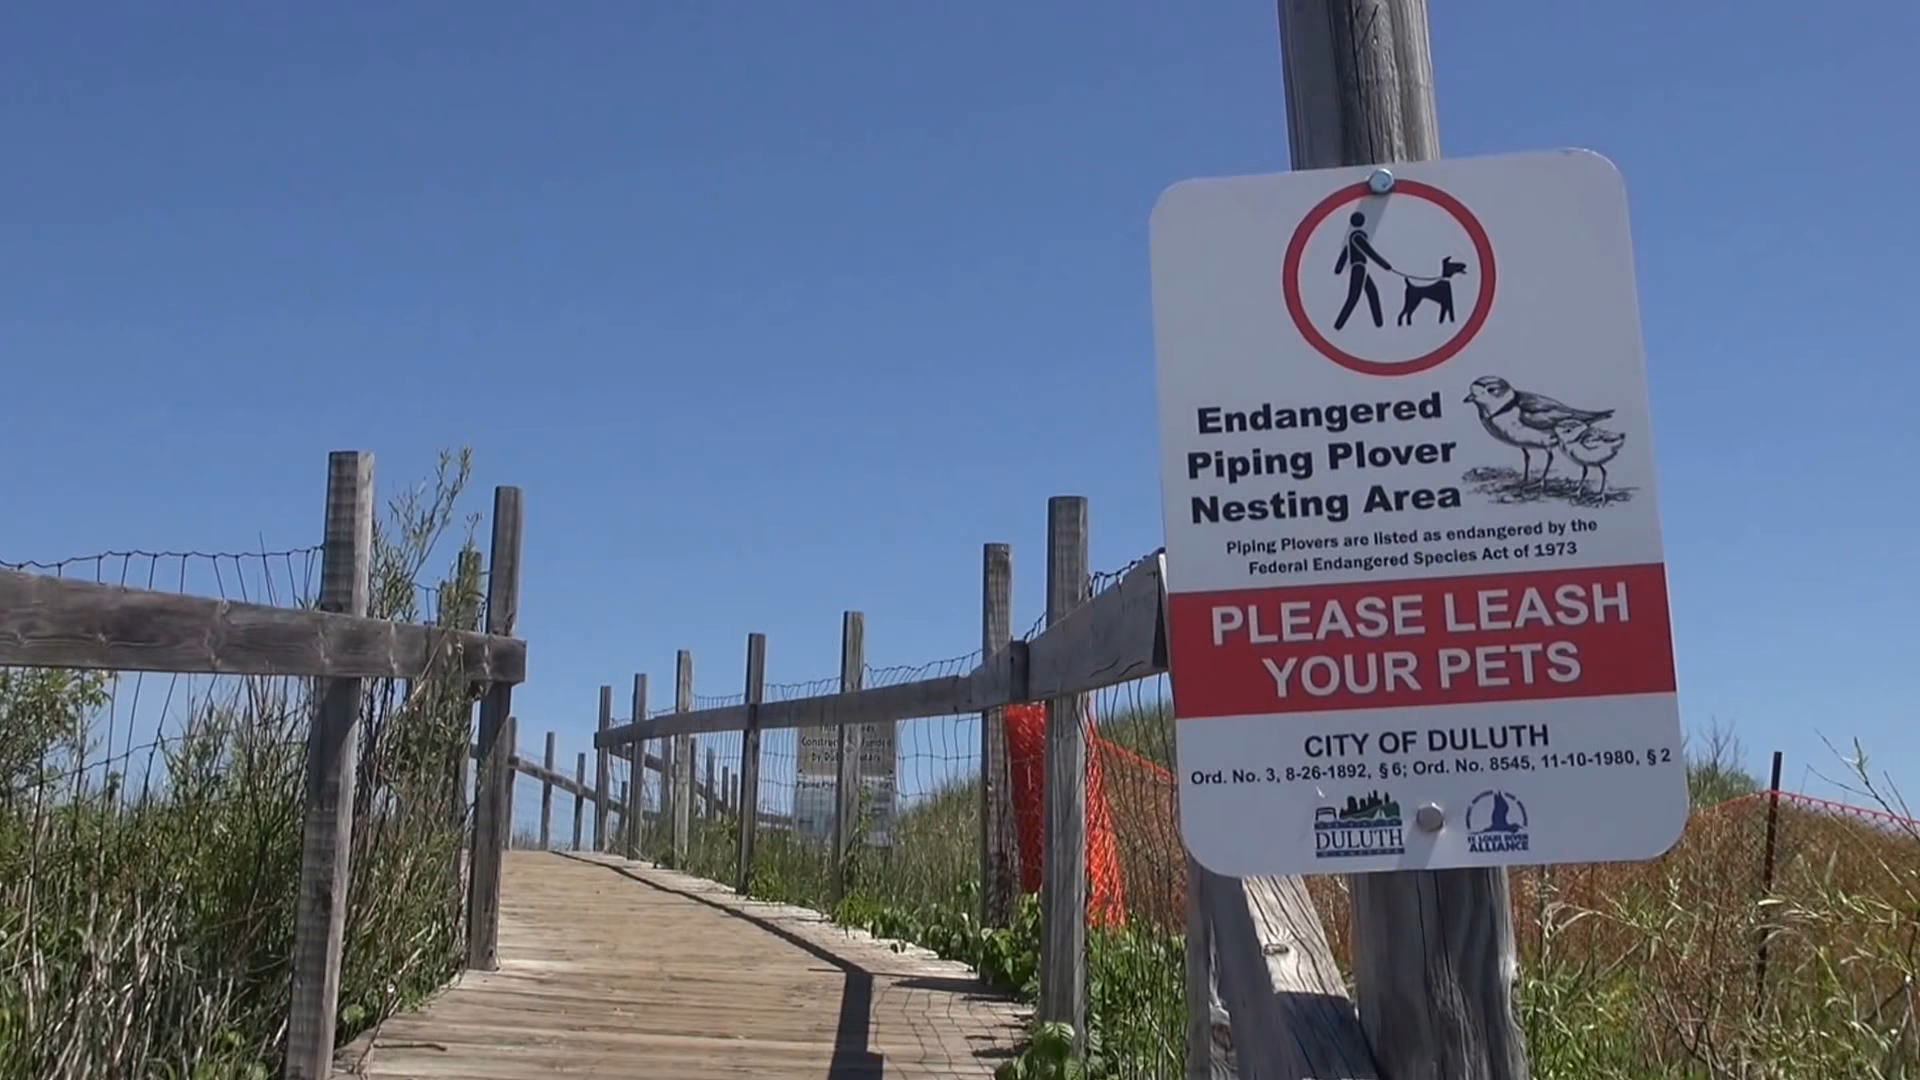 Endangered
Piping Plover
Nesting Area
Piping Plovers are listed as endangered by the
Federal Endangered Species Act of 1973
PLEASE LEASH
YOUR PETS
CITY OF DULUTH
Ord. No. 3, 8-26-1892, § 6; Ord. No. 8545, 11-10-1980, § 2
DULUTH
ST. LOUIS RIVER
ALLIANCE